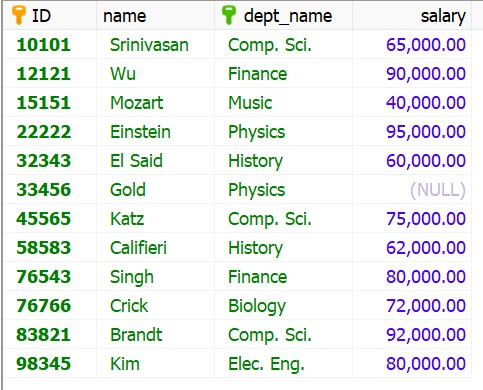 ID name dept_name salary
10101 Srinivasan Comp. Sci. 65,000.00
12121 Wu Finance 90,000.00
15151 Mozart Music 40,000.00
22222 Einstein Physics 95,000.00
32343 El Said History 60,000.00
33456 Gold Physics (NULL)
45565 Katz Comp. Sci. 75,000.00
58583 Califieri History 62,000.00
76543 Singh Finance 80,000.00
76766 Crick Biology 72,000.00
83821 Brandt Comp. Sci. 92,000.00
98345 Kim Elec. Eng. 80,000.00